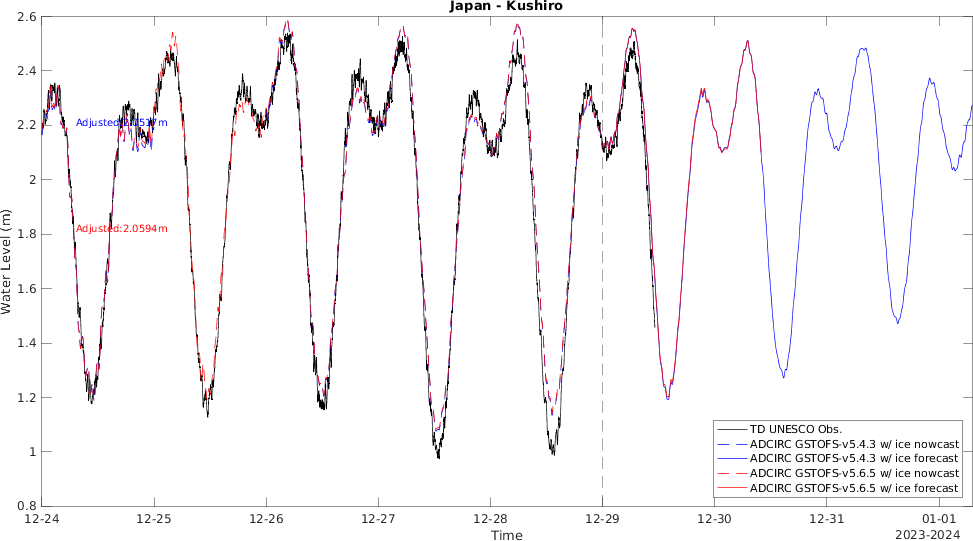 Japan - Kushiro
2.6
2.4
2.2
2
1.8
1.6
1.4
1.2
1
0.8
Water Level (m)
Adjusted:
Adjusted:2.0594m
12-24
12-25
12-26
12-27
12-28
12-29
12-30
12-31
01-01
Time
2023-2024
TD UNESCO Obs.
ADCIRC GSTOFS-v5.4.3 w/ ice nowcast
ADCIRC GSTOFS-v5.4.3 w/ ice forecast
ADCIRC GSTOFS-v5.6.5 w/ ice nowcast
ADCIRC GSTOFS-v5.6.5 w/ ice forecast